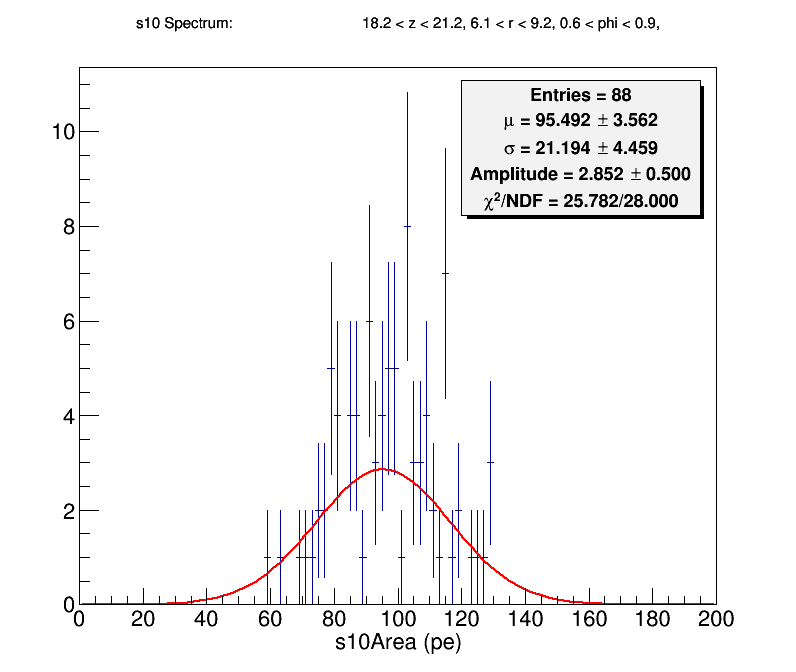 s10 Spectrum: 18.2 < z < 21.2, 6.1 < r < 9.2, 0.6 < phi < 0.9,
Entries = 88
μ = 95.492 ± 3.562
σ = 21.194 ± 4.459
Amplitude = 2.852 ± 0.500
χ²/NDF = 25.782/28.000
10
8
6
4
2
0
0 20 40 60 80 100 120 140 160 180 200
s10Area (pe)